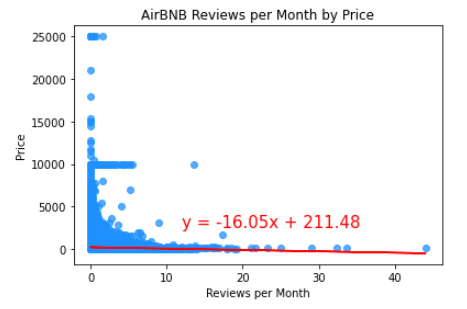 AirBNB Reviews per Month by Price
25000
20000
15000
10000
5000
0
Price
y = -16.05x + 211.48
0 10 20 30 40
Reviews per Month